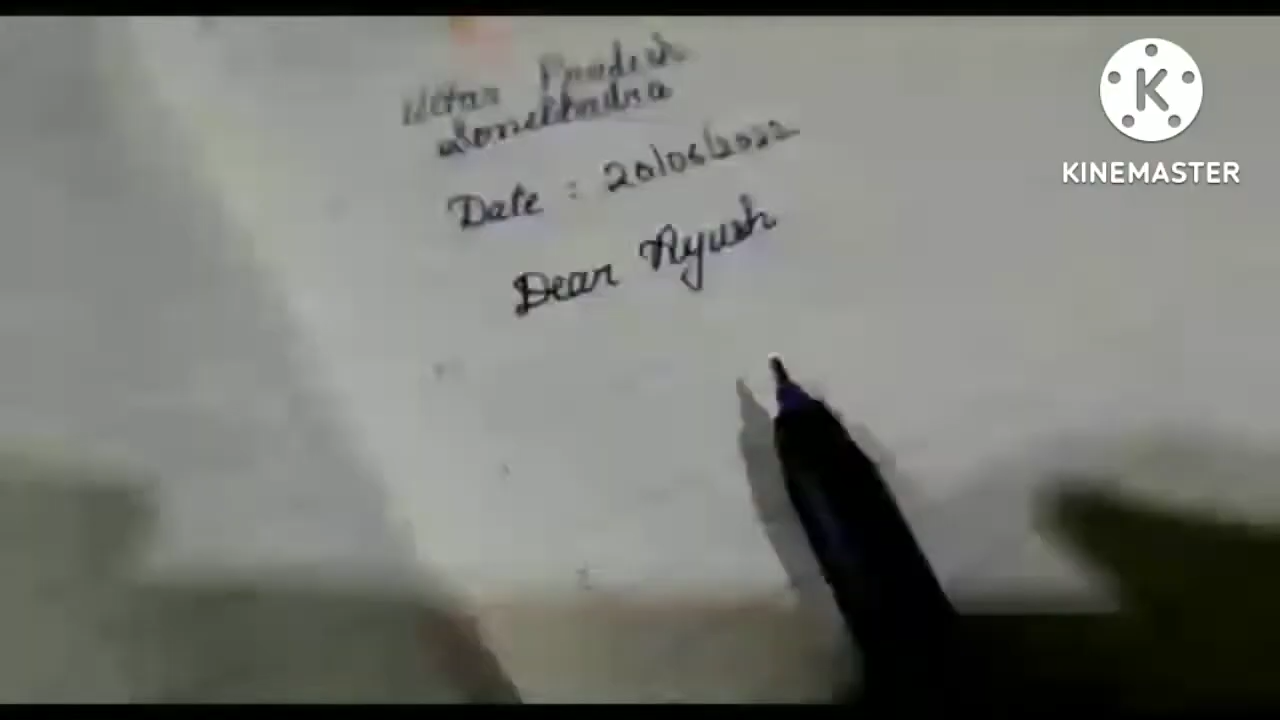 Uttar Pradesh
Sonebhadra
Date : 20/06/2022
Dear Ayush
KINEMASTER